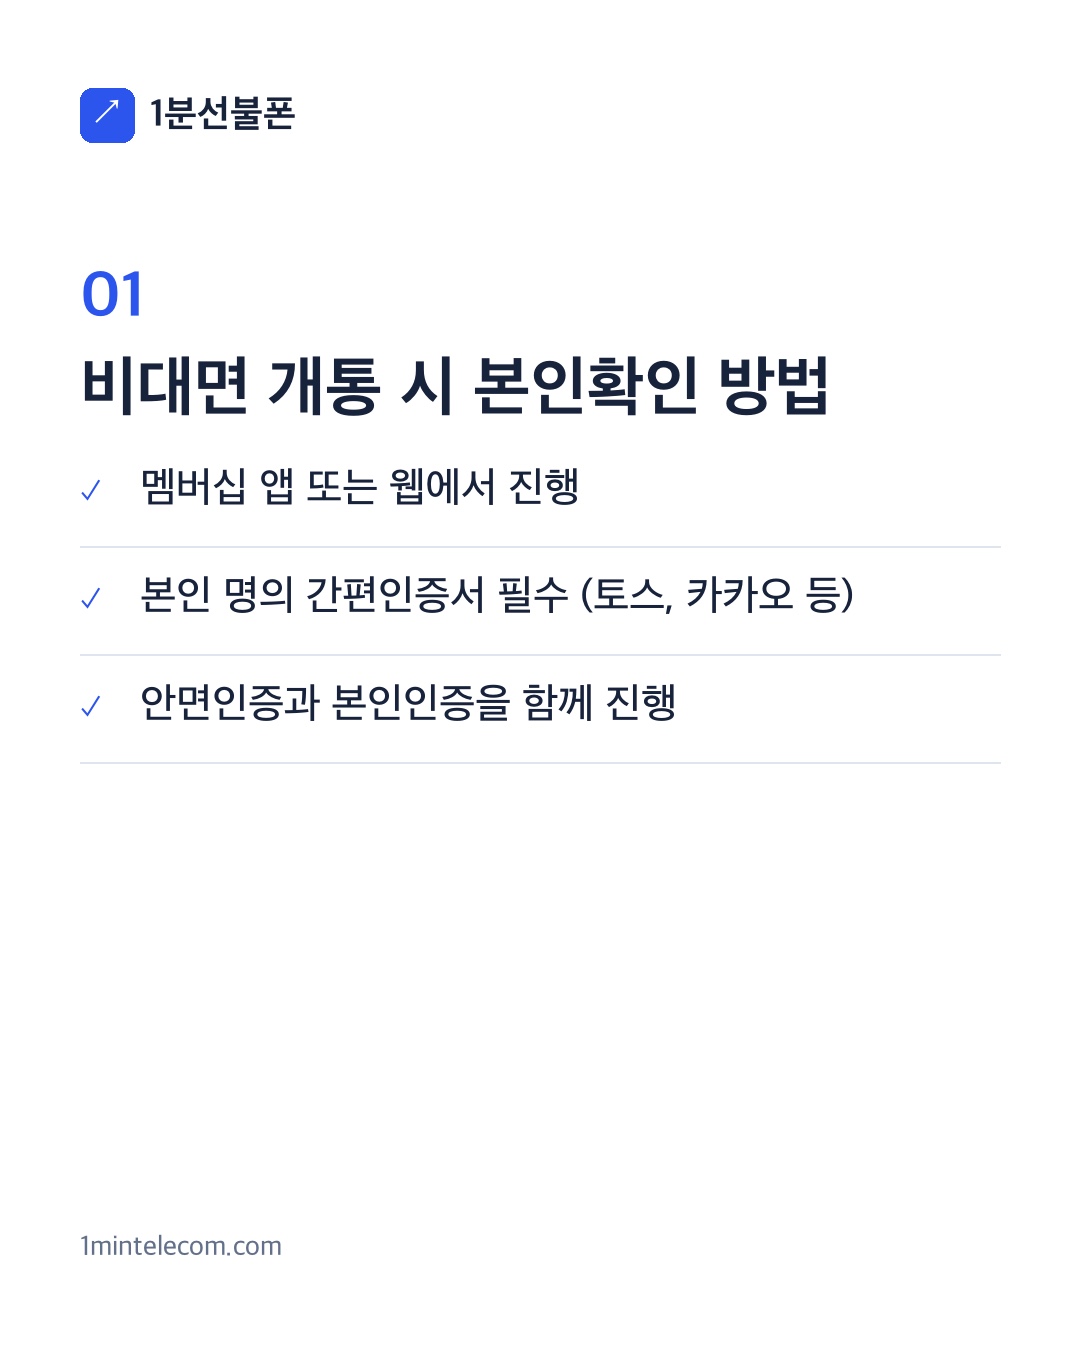 1분선불폰
01
비대면 개통 시 본인확인 방법
✓ 멤버십 앱 또는 웹에서 진행
✓ 본인 명의 간편인증서 필수 (토스, 카카오 등)
✓ 안면인증과 본인인증을 함께 진행
1mintelecom.com